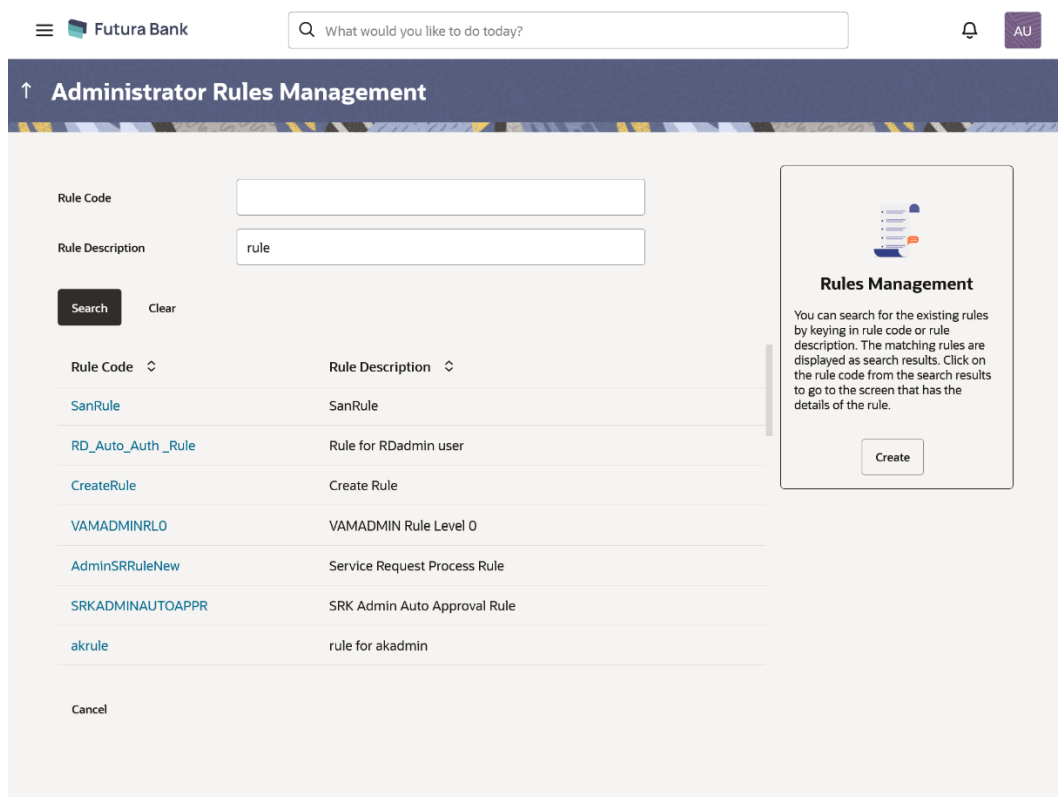 Futura Bank
What would you like to do today?
AU
Administrator Rules Management
Rule Code
Rule Description rule
Search Clear
Rule Code Rule Description
SanRule SanRule
RD_Auto_Auth _Rule Rule for RDadmin user
CreateRule Create Rule
VAMADMINRL0 VAMADMIN Rule Level 0
AdminSRRuleNew Service Request Process Rule
SRKADMINAUTOAPPR SRK Admin Auto Approval Rule
akrule rule for akadmin
Cancel
Rules Management
You can search for the existing rules
by keying in rule code or rule
description. The matching rules are
displayed as search results. Click on
the rule code from the search results
to go to the screen that has the
details of the rule.
Create